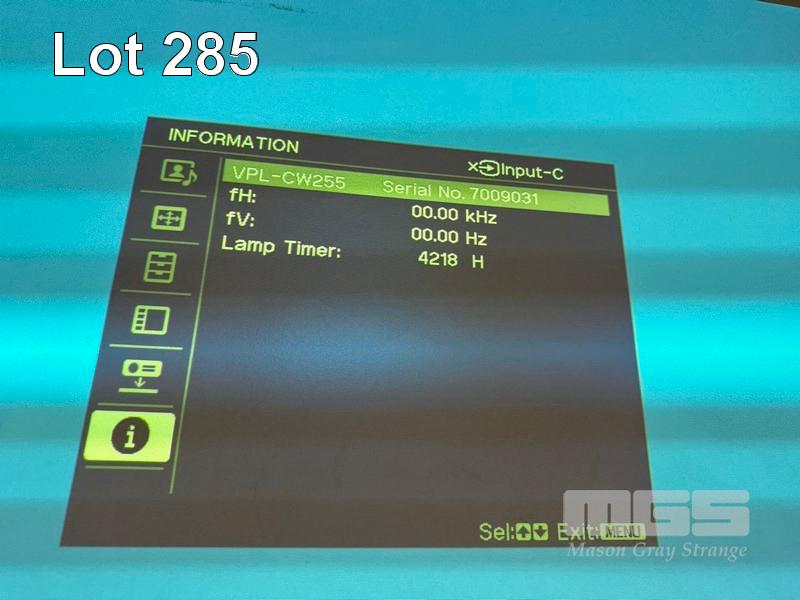 Lot 285
INFORMATION
Input-C
VPL-CW255 Serial No. 7009031
fH: 00.00 kHz
fV: 00.00 Hz
Lamp Timer: 4218 H
i
Sel: Exit: MENU
MGS
Mason Gray Strange